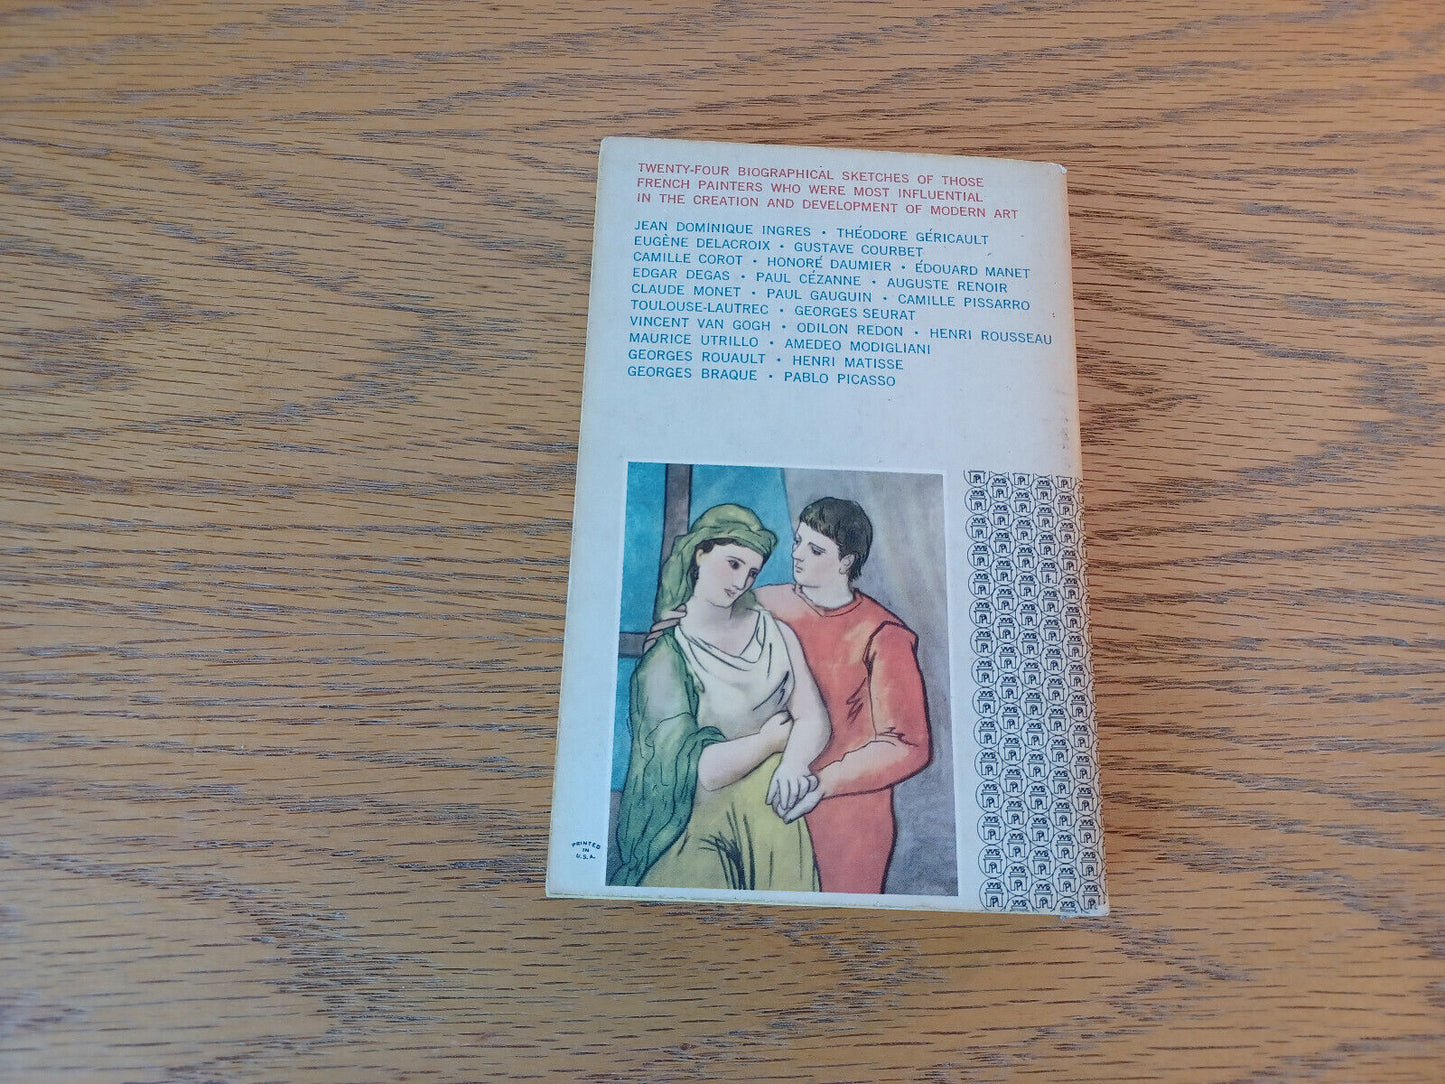 TWENTY-FOUR BIOGRAPHICAL SKETCHES OF THOSE
FRENCH PAINTERS WHO WERE MOST INFLUENTIAL
IN THE CREATION AND DEVELOPMENT OF MODERN ART
JEAN DOMINIQUE INGRES • THÉODORE GÉRICAULT
EUGÈNE DELACROIX • GUSTAVE COURBET
CAMILLE COROT • HONORÉ DAUMIER • ÉDOUARD MANET
EDGAR DEGAS • PAUL CÉZANNE • AUGUSTE RENOIR
CLAUDE MONET • PAUL GAUGUIN • CAMILLE PISSARRO
TOULOUSE-LAUTREC • GEORGES SEURAT
VINCENT VAN GOGH • ODILON REDON • HENRI ROUSSEAU
MAURICE UTRILLO • AMEDEO MODIGLIANI
GEORGES ROUAULT • HENRI MATISSE
GEORGES BRAQUE • PABLO PICASSO
PRINTED
IN
U.S.A.